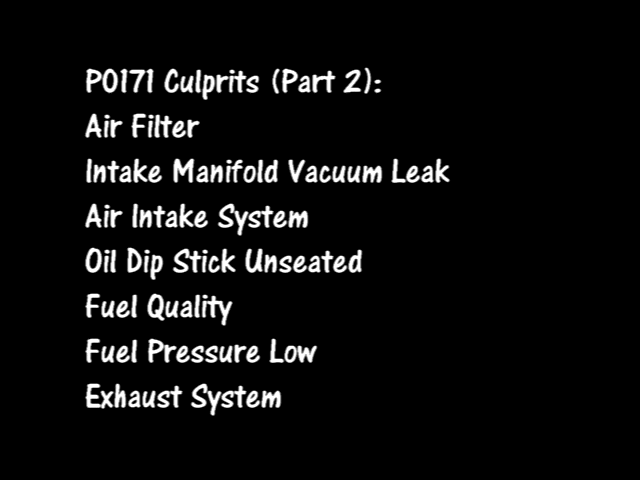 P0171 Culprits (Part 2):
Air Filter
Intake Manifold Vacuum Leak
Air Intake System
Oil Dip Stick Unseated
Fuel Quality
Fuel Pressure Low
Exhaust System